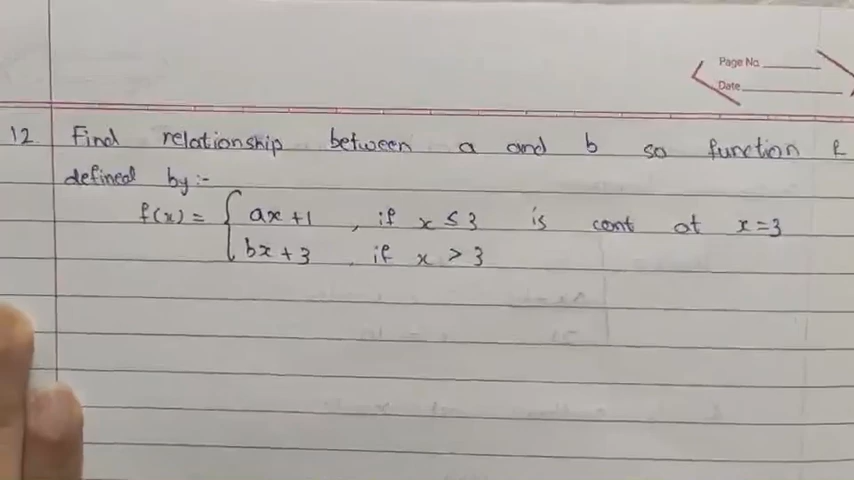 Page No
Date
12 Find relationship between a and b so function f
defined by:-
f(x) = { ax +1 , if x ≤ 3 is cont at x=3
bx + 3 , if x > 3